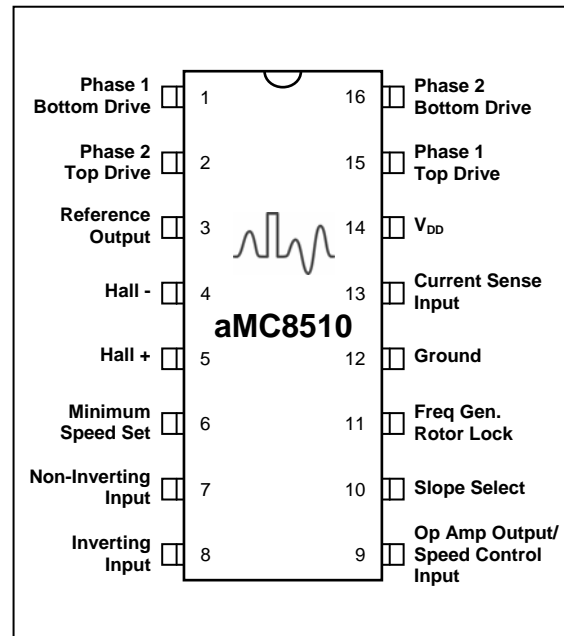 Phase 1
Bottom Drive
1
Phase 2
Top Drive
2
Reference
Output
3
Hall -
4
Hall +
5
Minimum
Speed Set
6
Non-Inverting
Input
7
Inverting
Input
8
aMC8510
16
Phase 2
Bottom Drive
15
Phase 1
Top Drive
14
VDD
13
Current Sense
Input
12
Ground
11
Freq Gen.
Rotor Lock
10
Slope Select
9
Op Amp Output/
Speed Control
Input